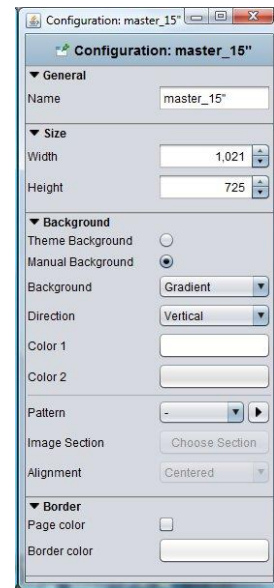 Configuration: master_15"
Configuration: master_15"
▼ General
Name master_15"
▼ Size
Width 1,021
Height 725
▼ Background
Theme Background
Manual Background
Background Gradient
Direction Vertical
Color 1
Color 2
Pattern -
Image Section Choose Section
Alignment Centered
▼ Border
Page color
Border color